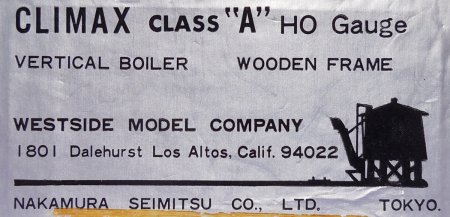 CLIMAX CLASS "A" HO Gauge
VERTICAL BOILER WOODEN FRAME
WESTSIDE MODEL COMPANY
1801 Dalehurst Los Altos, Calif. 94022
NAKAMURA SEIMITSU CO., LTD. TOKYO.